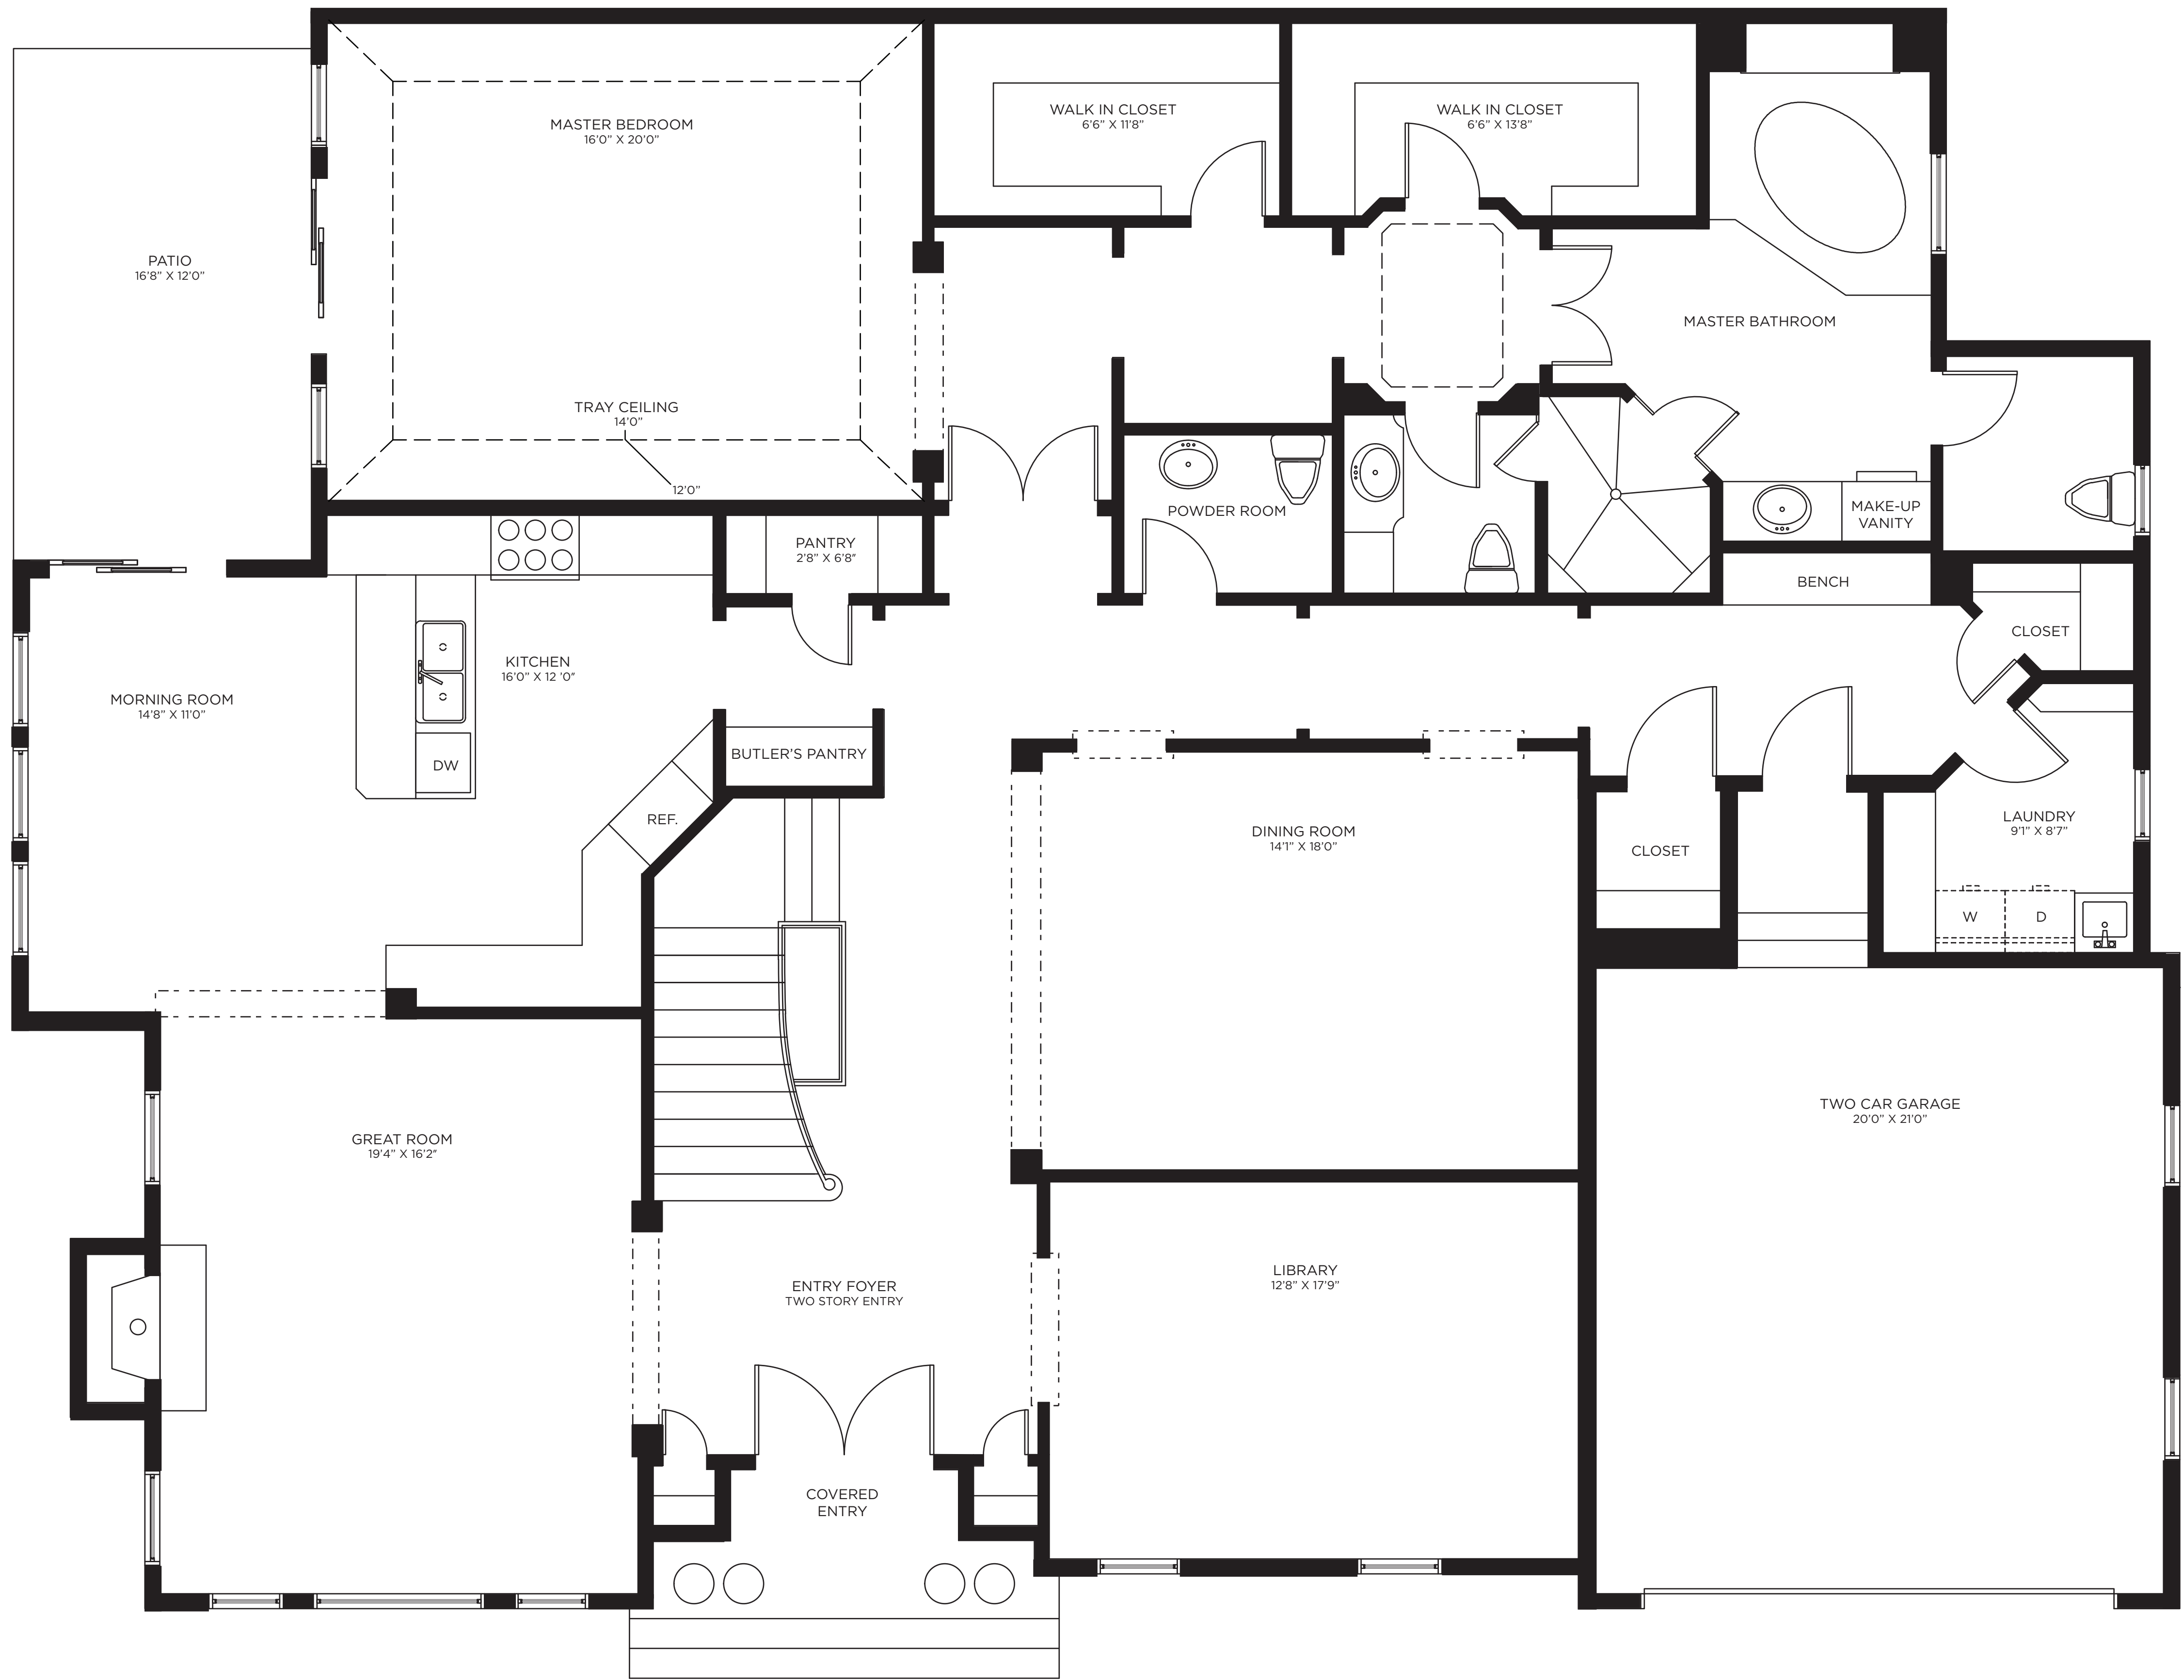 MASTER BEDROOM
16'0” X 20'0”
WALK IN CLOSET
6'6” X 11'8”
WALK IN CLOSET
6'6” X 13'8”
PATIO
16'8” X 12'0”
MASTER BATHROOM
TRAY CEILING
14'0”
12'0”
POWDER ROOM
MAKE-UP
VANITY
PANTRY
2'8” X 6'8"
BENCH
CLOSET
KITCHEN
16'0” X 12 '0"
MORNING ROOM
14'8” X 11'0”
BUTLER'S PANTRY
DW
REF.
DINING ROOM
14'1” X 18'0”
CLOSET
LAUNDRY
9'1” X 8'7”
W
D
TWO CAR GARAGE
20'0” X 21'0”
GREAT ROOM
19'4” X 16'2"
LIBRARY
12'8” X 17'9”
ENTRY FOYER
TWO STORY ENTRY
COVERED
ENTRY